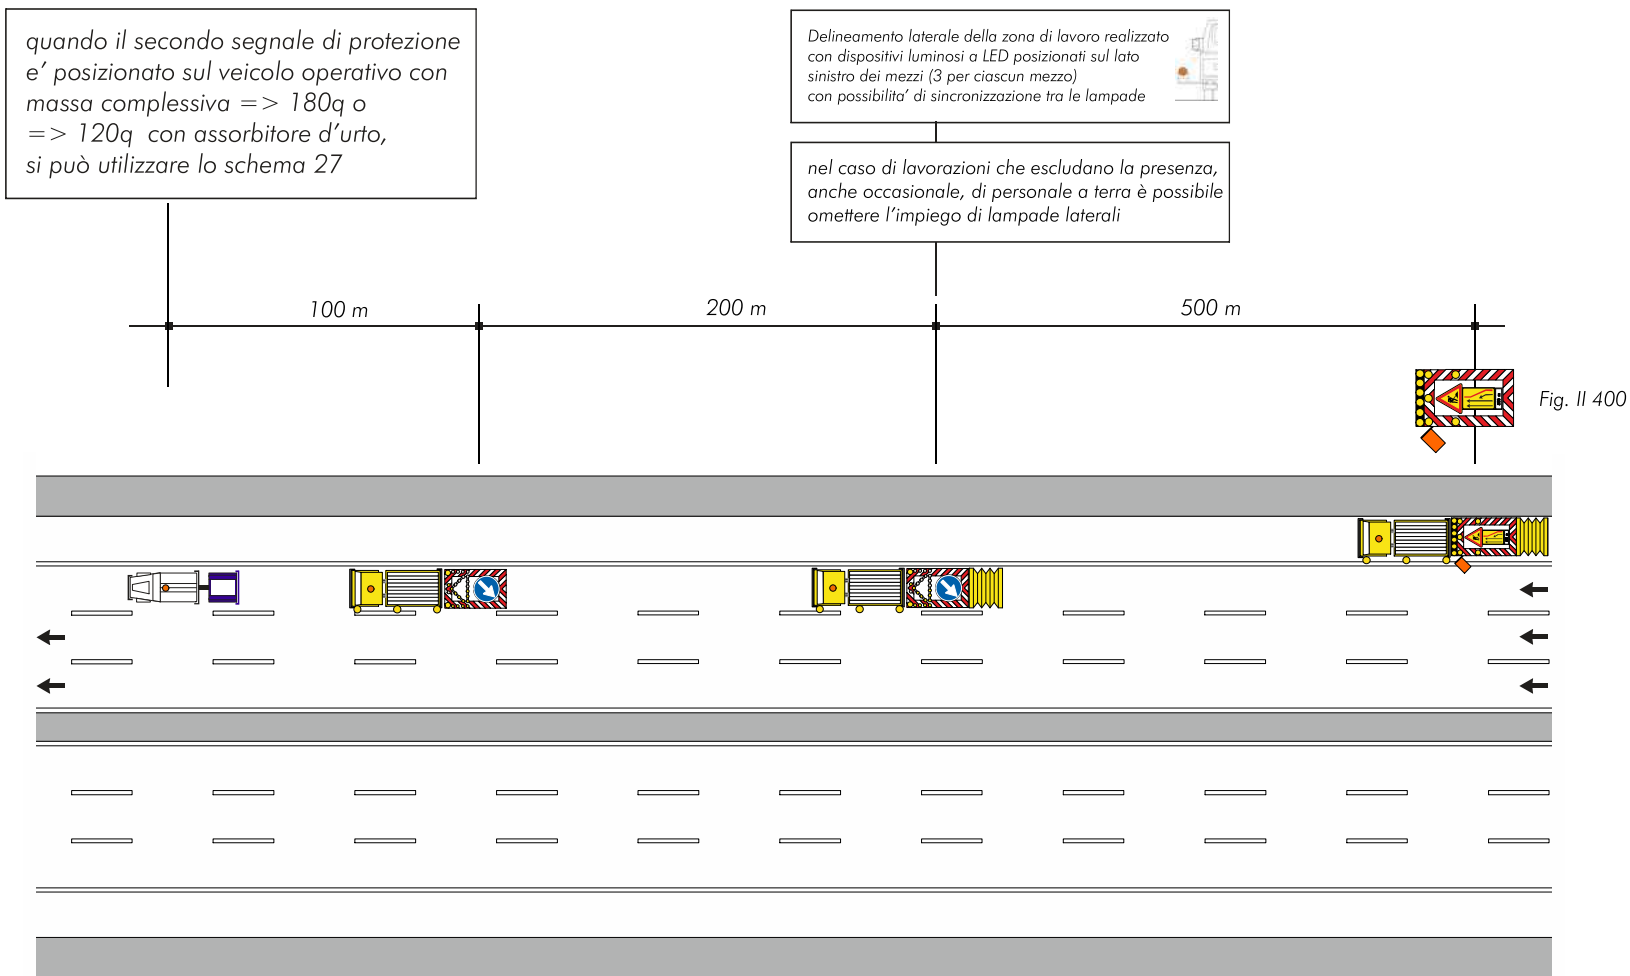 quando il secondo segnale di protezione
e' posizionato sul veicolo operativo con
massa complessiva => 180q o
=> 120q con assorbitore d'urto,
si può utilizzare lo schema 27
Delineamento laterale della zona di lavoro realizzato
con dispositivi luminosi a LED posizionati sul lato
sinistro dei mezzi (3 per ciascun mezzo)
con possibilita' di sincronizzazione tra le lampade
nel caso di lavorazioni che escludano la presenza,
anche occasionale, di personale a terra è possibile
omettere l'impiego di lampade laterali
100 m
200 m
500 m
Fig. II 400